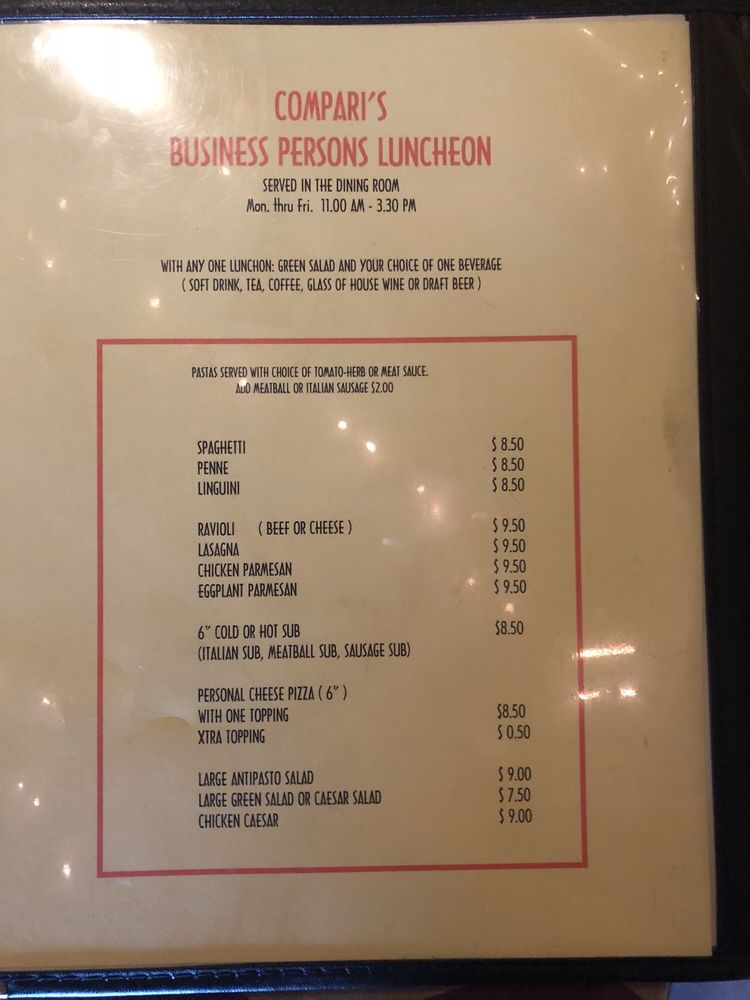 COMPARI'S
BUSINESS PERSONS LUNCHEON
SERVED IN THE DINING ROOM
Mon. thru Fri. 11.00 AM - 3.30 PM
WITH ANY ONE LUNCHON: GREEN SALAD AND YOUR CHOICE OF ONE BEVERAGE
( SOFT DRINK, TEA, COFFEE, GLASS OF HOUSE WINE OR DRAFT BEER )
PASTAS SERVED WITH CHOICE OF TOMATO-HERB OR MEAT SAUCE.
ADD MEATBALL OR ITALIAN SAUSAGE $2.00
SPAGHETTI $ 8.50
PENNE $ 8.50
LINGUINI $ 8.50
RAVIOLI ( BEEF OR CHEESE ) $ 9.50
LASAGNA $ 9.50
CHICKEN PARMESAN $ 9.50
EGGPLANT PARMESAN $ 9.50
6" COLD OR HOT SUB $8.50
(ITALIAN SUB, MEATBALL SUB, SAUSAGE SUB)
PERSONAL CHEESE PIZZA ( 6" )
WITH ONE TOPPING $8.50
XTRA TOPPING $ 0.50
LARGE ANTIPASTO SALAD $ 9.00
LARGE GREEN SALAD OR CAESAR SALAD $ 7.50
CHICKEN CAESAR $ 9.00